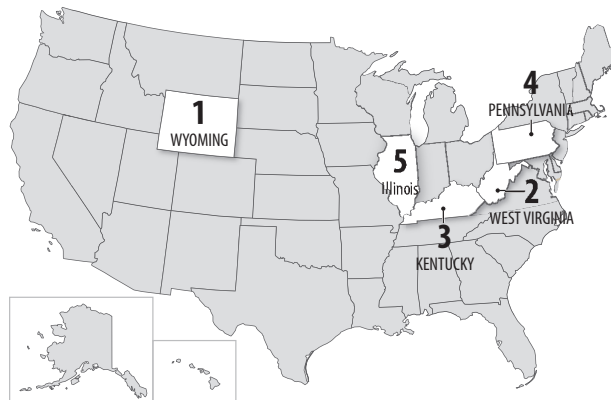 1
WYOMING
4
PENNSYLVANIA
5
Illinois
2
WEST VIRGINIA
3
KENTUCKY